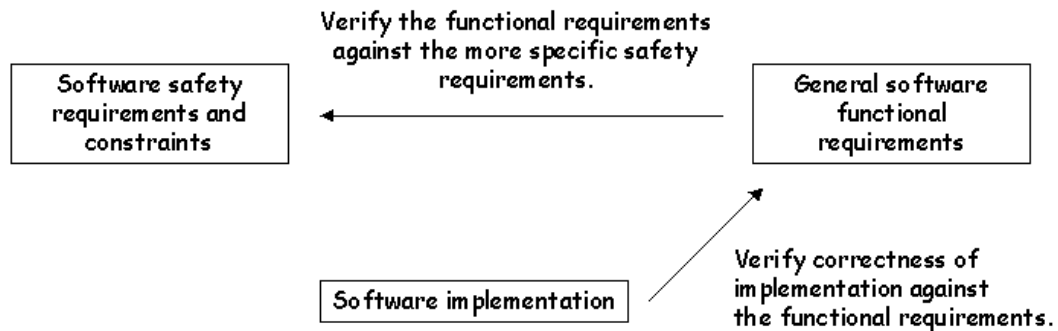 Verify the functional requirements
against the more specific safety
requirements.
Software safety
requirements and
constraints
General software
functional
requirements
Software implementation
Verify correctness of
implementation against
the functional requirements.